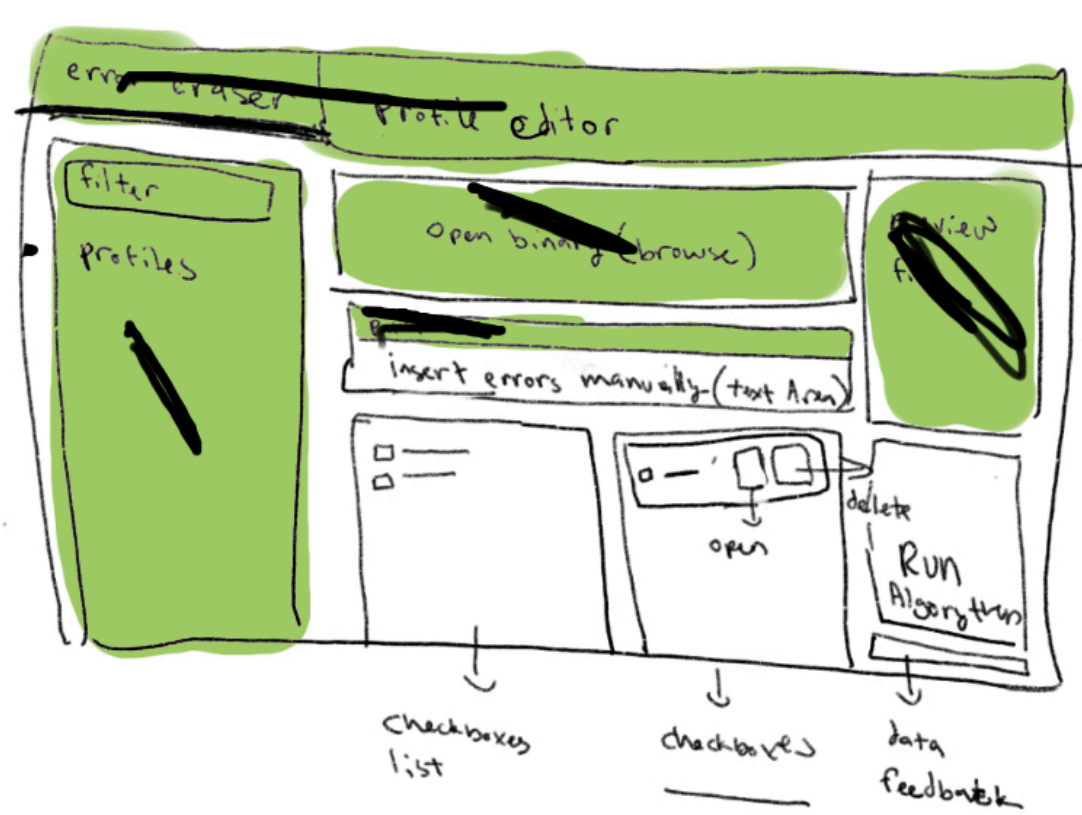 error eraser
profile editor
filter
profiles
open binary (browse)
insert errors manually (text Area)
open
dellete
Run
Algorythm
checkboxes
list
checkboxes
data
feedback